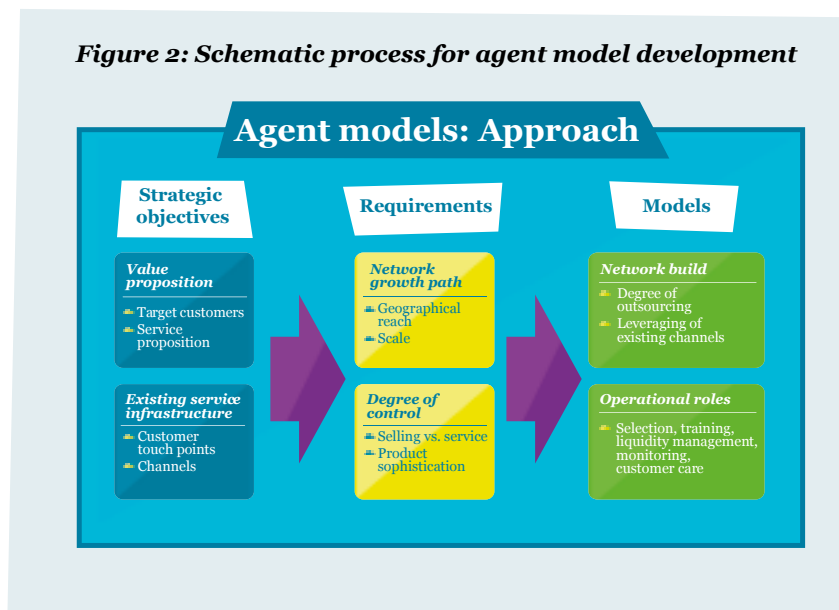 Figure 2: Schematic process for agent model development
Agent models: Approach
Strategic
objectives
Value
proposition
Target customers
Service
proposition
Existing service
infrastructure
Customer
touch points
Channels
Requirements
Network
growth path
Geographical
reach
Scale
Degree of
control
Selling vs. service
Product
sophistication
Models
Network build
Degree of
outsourcing
Leveraging of
existing channels
Operational roles
Selection, training,
liquidity management,
monitoring,
customer care